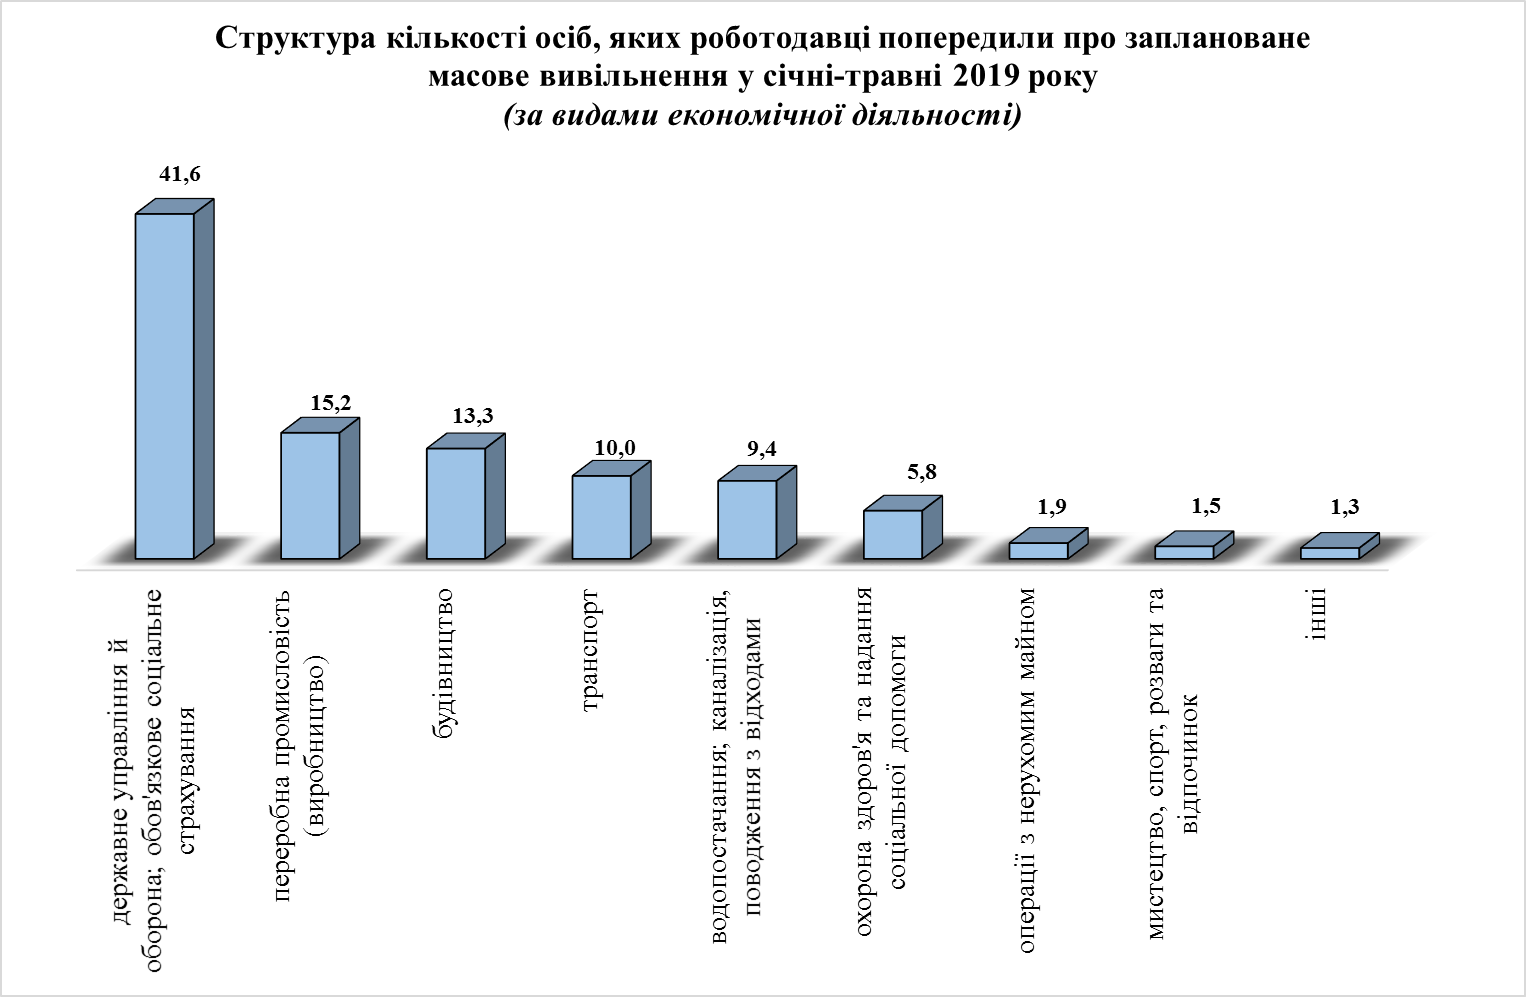 Структура кількості осіб, яких роботодавці попередили про заплановане
масове вивільнення у січні-травні 2019 року
(за видами економічної діяльності)
41,6
15,2
13,3
10,0
9,4
5,8
1,9
1,5
1,3
державне управління й
оборона; обов'язкове соціальне
страхування
переробна промисловість
(виробництво)
будівництво
транспорт
водопостачання; каналізація,
поводження з відходами
охорона здоров'я та надання
соціальної допомоги
операції з нерухомим майном
мистецтво, спорт, розваги та
відпочинок
інші